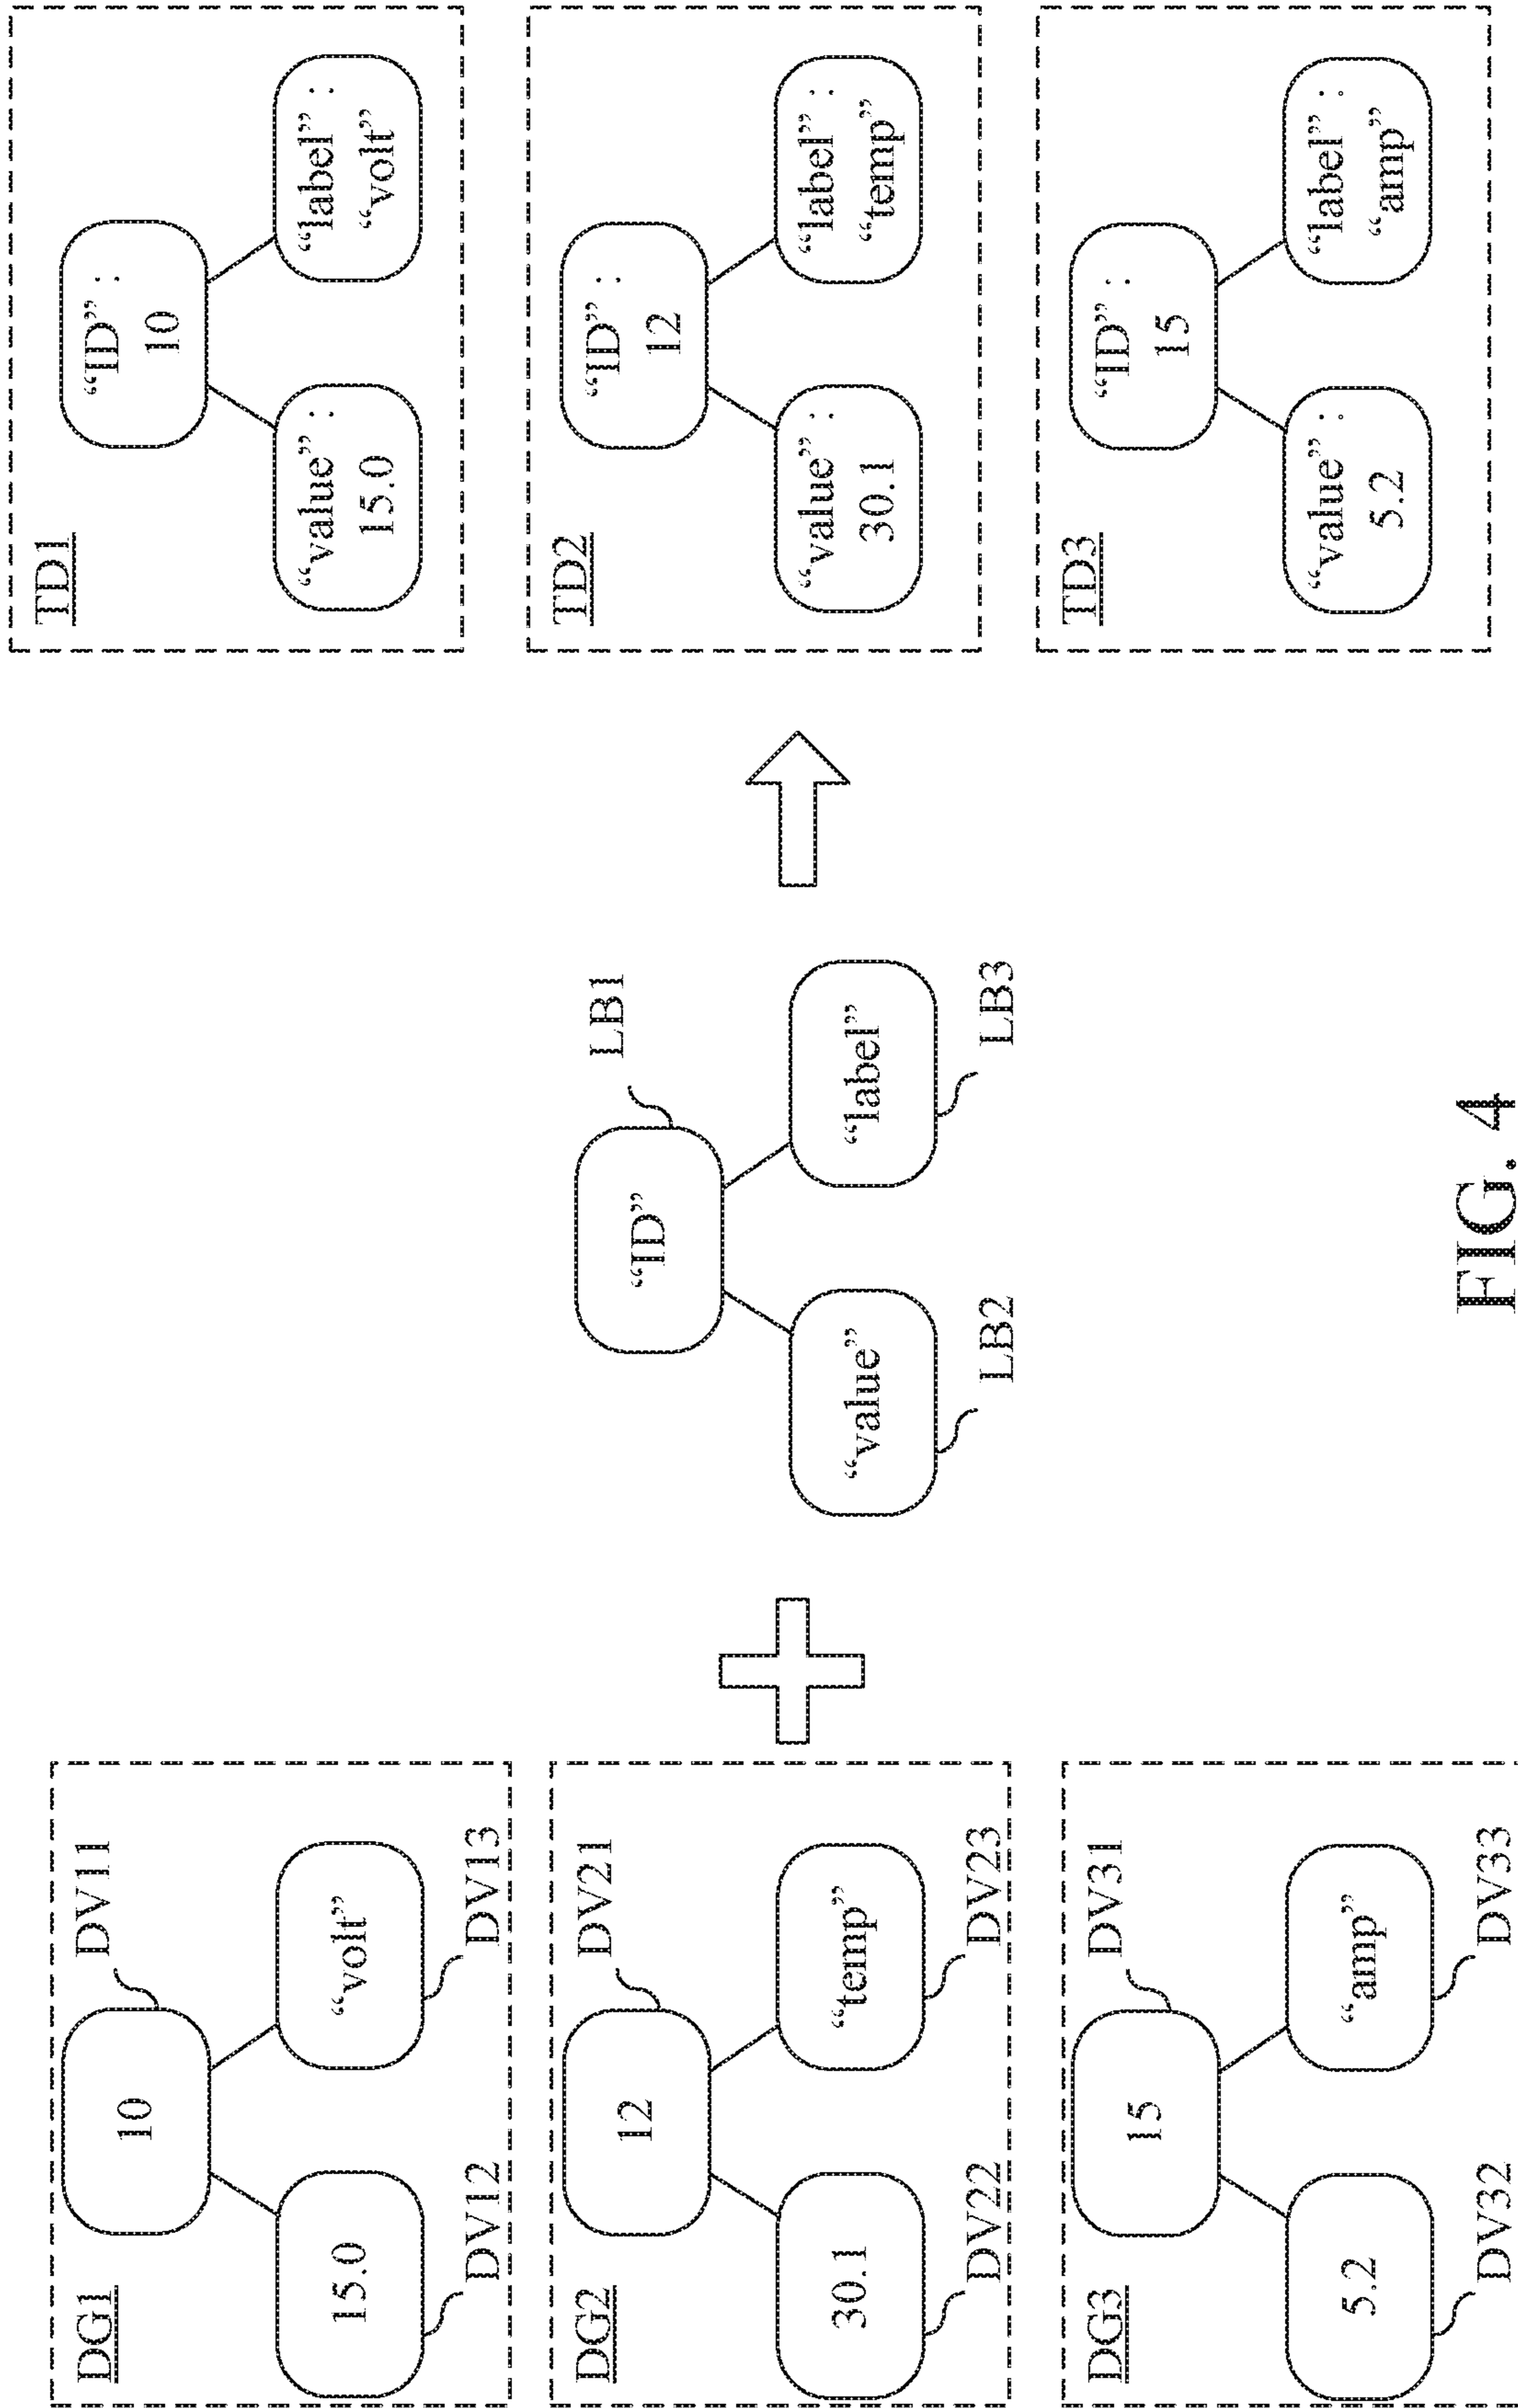 DG1
DV11
10
15.0
“volt”
DV12
DV13
DG2
DV21
12
30.1
“temp”
DV22
DV23
DG3
DV31
15
5.2
“amp”
DV32
DV33
LB1
“ID”
“value”
“label”
LB2
LB3
TD1
“ID” :
10
“value” :
15.0
“label” :
“volt”
TD2
“ID” :
12
“value” :
30.1
“label” :
“temp”
TD3
“ID” :
15
“value” :
5.2
“label” :
“amp”
FIG. 4